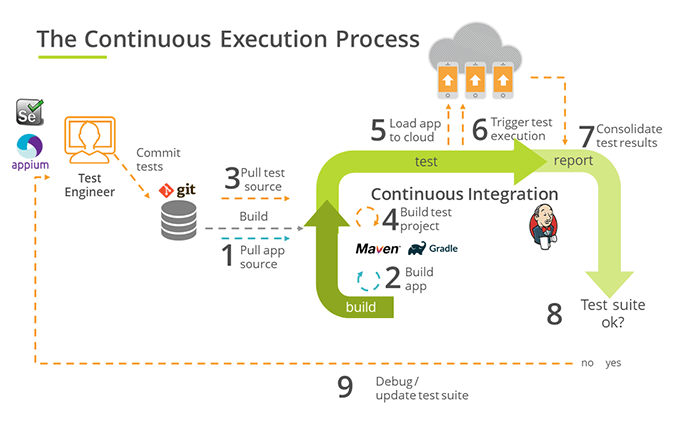 The Continuous Execution Process
Se
appium
Test
Engineer
Commit
tests
git
3 Pull test
source
Build
1 Pull app
source
5 Load app
to cloud
6 Trigger test
execution
7 Consolidate
test results
test
report
Continuous Integration
4 Build test
project
Maven™
Gradle
2 Build
app
build
8 Test suite
ok?
no yes
9 Debug /
update test suite